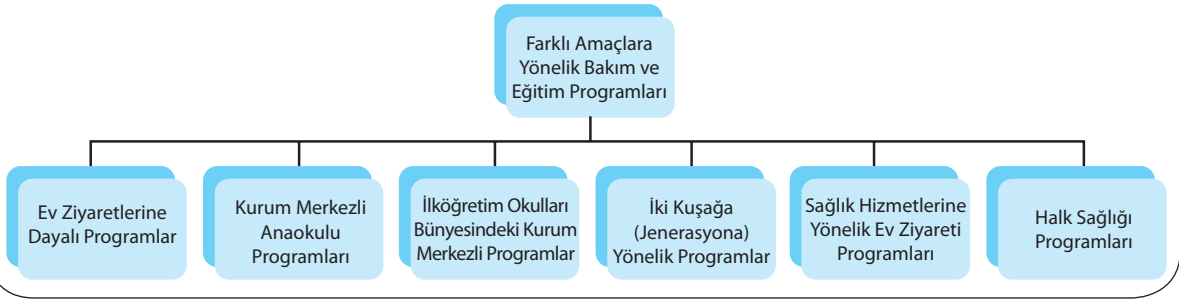 Farklı Amaçlara
Yönelik Bakım ve
Eğitim Programları
Ev Ziyaretlerine
Dayalı Programlar
Kurum Merkezli
Anaokulu
Programları
İlköğretim Okulları
Bünyesindeki Kurum
Merkezli Programlar
İki Kuşağa
(Jenerasyona)
Yönelik Programlar
Sağlık Hizmetlerine
Yönelik Ev Ziyareti
Programları
Halk Sağlığı
Programları